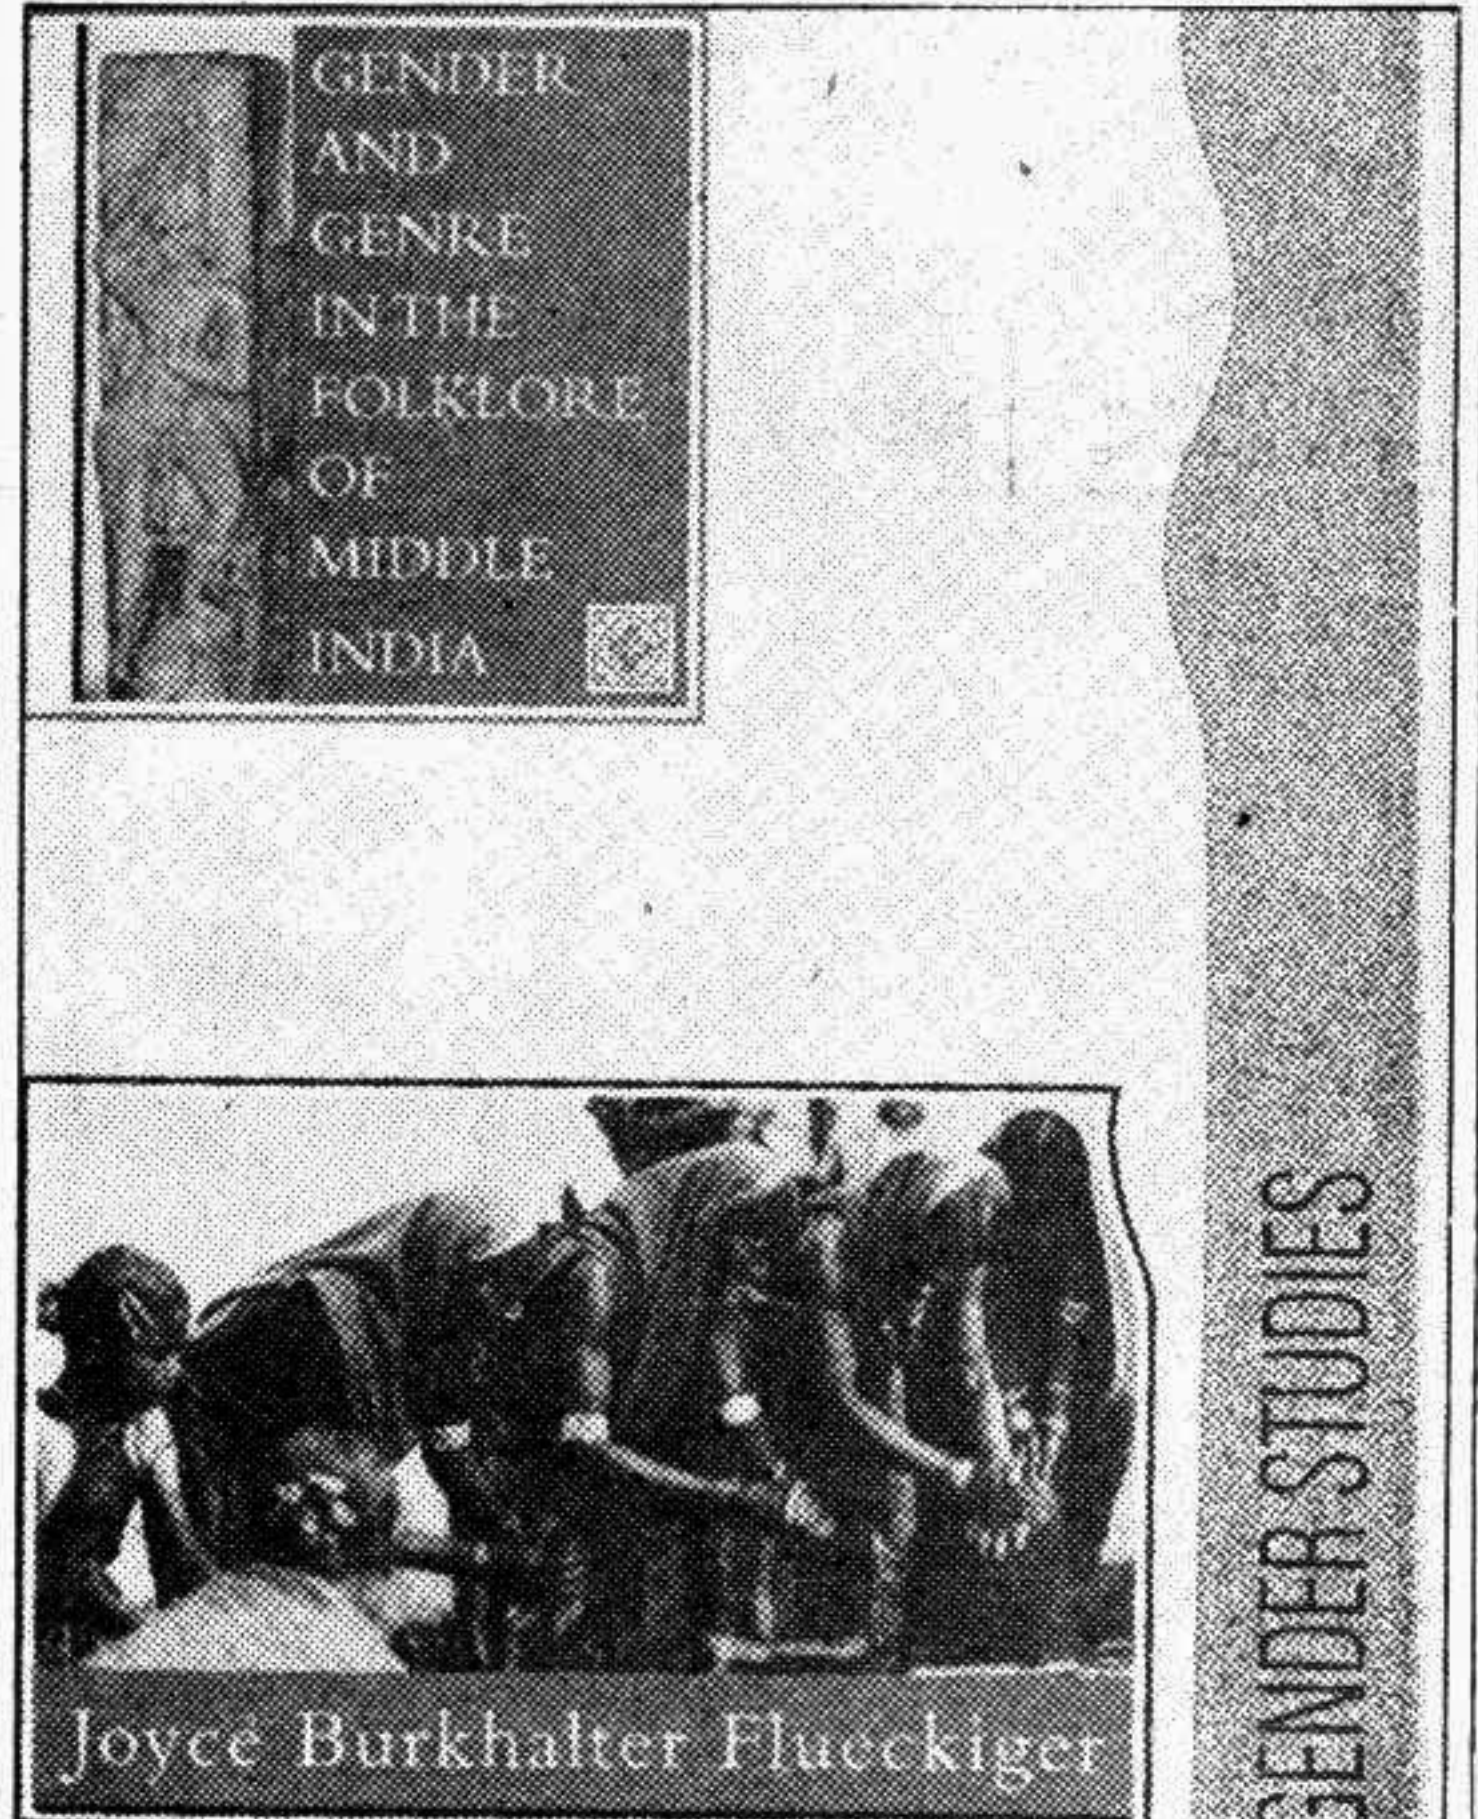 GENDER
AND
GENRE
IN THE
FOLKLORE
OF
MIDDLE
INDIA
Joyce Burkhalter Flueckiger
GENDER STUDIES